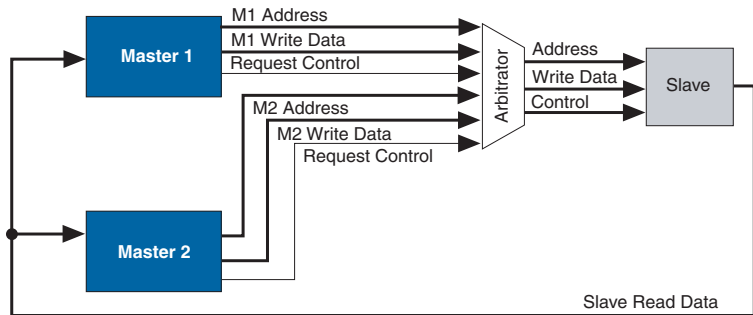 M1 Address
Master 1
M1 Write Data
Request Control
Arbitrator
Address
Write Data
Control
Slave
M2 Address
M2 Write Data
Request Control
Master 2
Slave Read Data